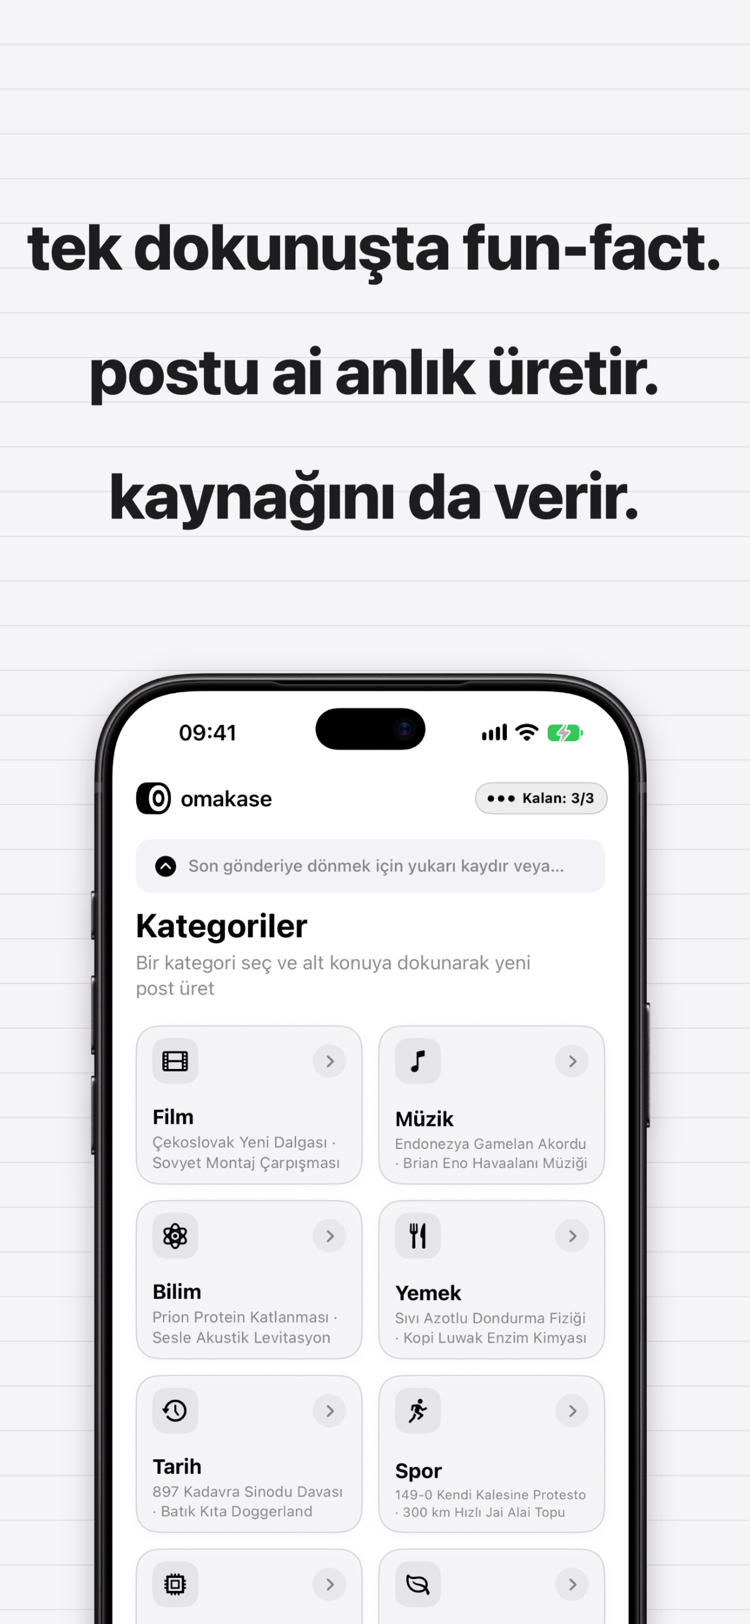 tek dokunuşta fun-fact.
postu ai anlık üretir.
kaynağını da verir.
09:41
omakase
Kalan: 3/3
Son gönderiye dönmek için yukarı kaydır veya...
Kategoriler
Bir kategori seç ve alt konuya dokunarak yeni
post üret
Film
Çekoslovak Yeni Dalgası ·
Sovyet Montaj Çarpışması
Müzik
Endonezya Gamelan Akordu
· Brian Eno Havaalanı Müziği
Bilim
Prion Protein Katlanması ·
Sesle Akustik Levitasyon
Yemek
Sıvı Azotlu Dondurma Fiziği
· Kopi Luwak Enzim Kimyası
Tarih
897 Kadavra Sinodu Davası
· Batık Kıta Doggerland
Spor
149-0 Kendi Kalesine Protesto
· 300 km Hızlı Jai Alai Topu